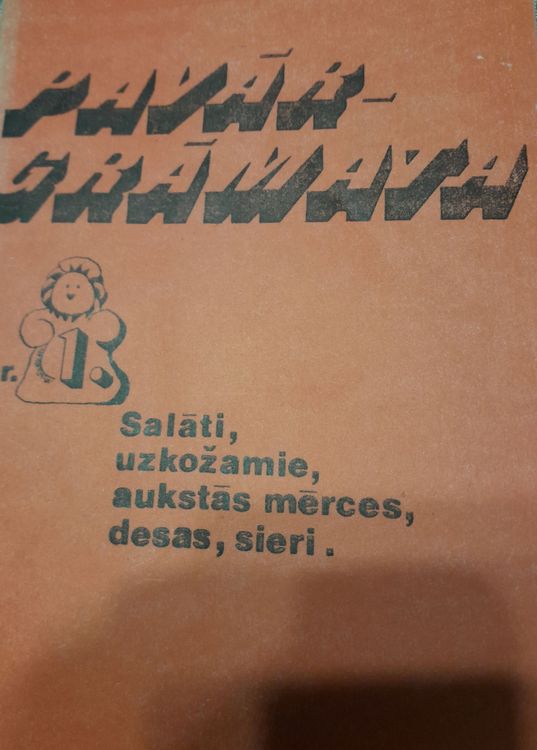 PAVĀR-
GRĀMATA
r. 1.
Salāti,
uzkožamie,
aukstās mērces,
desas, sieri.